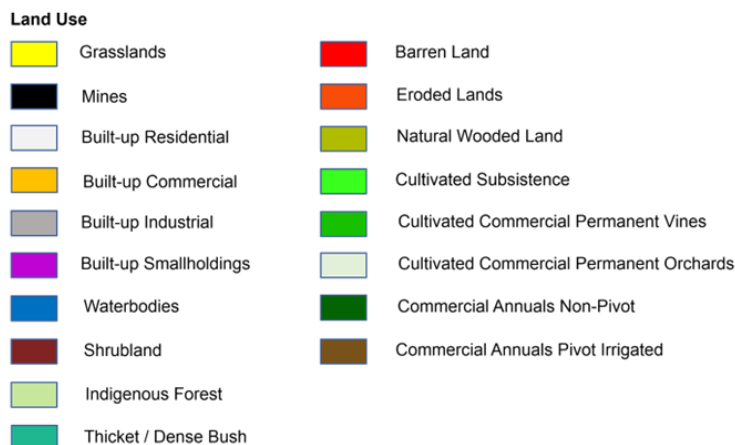 Land Use
Grasslands
Mines
Built-up Residential
Built-up Commercial
Built-up Industrial
Built-up Smallholdings
Waterbodies
Shrubland
Indigenous Forest
Thicket / Dense Bush
Barren Land
Eroded Lands
Natural Wooded Land
Cultivated Subsistence
Cultivated Commercial Permanent Vines
Cultivated Commercial Permanent Orchards
Commercial Annuals Non-Pivot
Commercial Annuals Pivot Irrigated